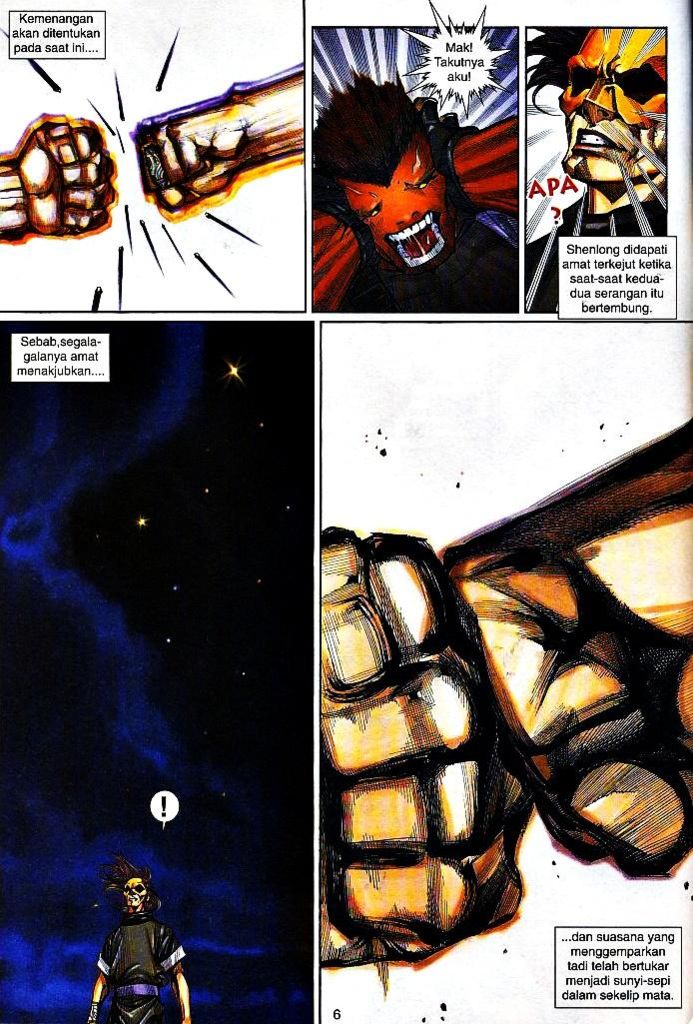 Kemenangan
akan ditentukan
pada saat ini....
Mak!
Takutnya
aku!
APA
?
Shenlong didapati
amat terkejut ketika
saat-saat kedua-
dua serangan itu
bertembung.
Sebab,segala-
galanya amat
menakjubkan....
!
...dan suasana yang
menggemparkan
tadi telah bertukar
menjadi sunyi-sepi
dalam sekelip mata.
6